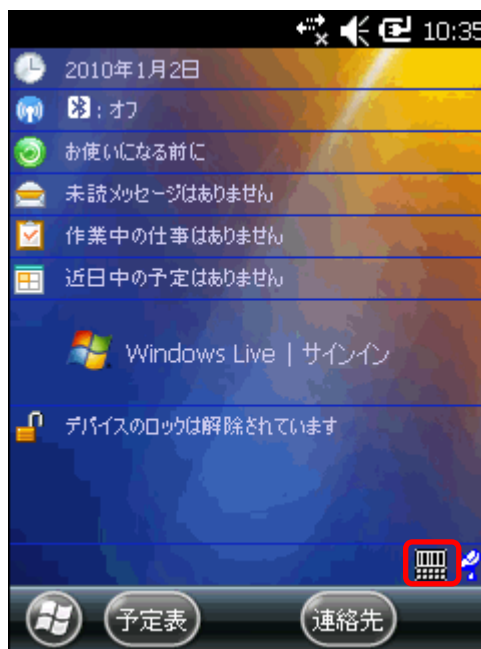 10:35
2010年1月2日
: オフ
お使いになる前に
未読メッセージはありません
作業中の仕事はありません
近日中の予定はありません
Windows Live | サインイン
デバイスのロックは解除されています
予定表
連絡先